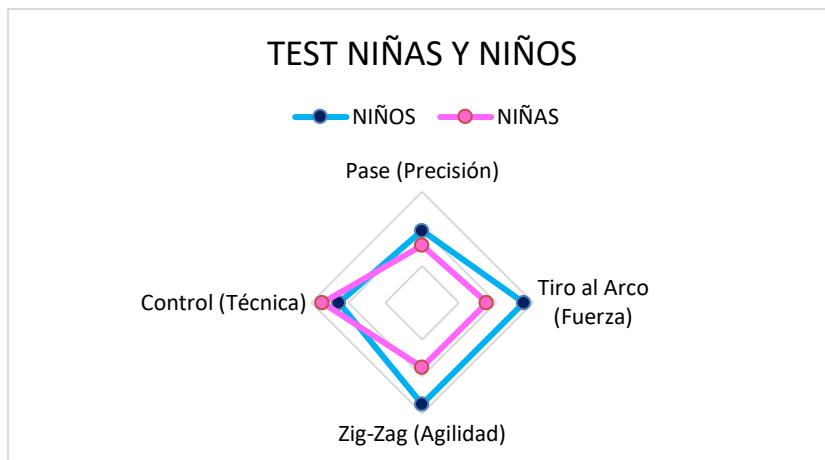 TEST NIÑAS Y NIÑOS
NIÑOS NIÑAS
Pase (Precisión)
Tiro al Arco
(Fuerza)
Control (Técnica)
Zig-Zag (Agilidad)